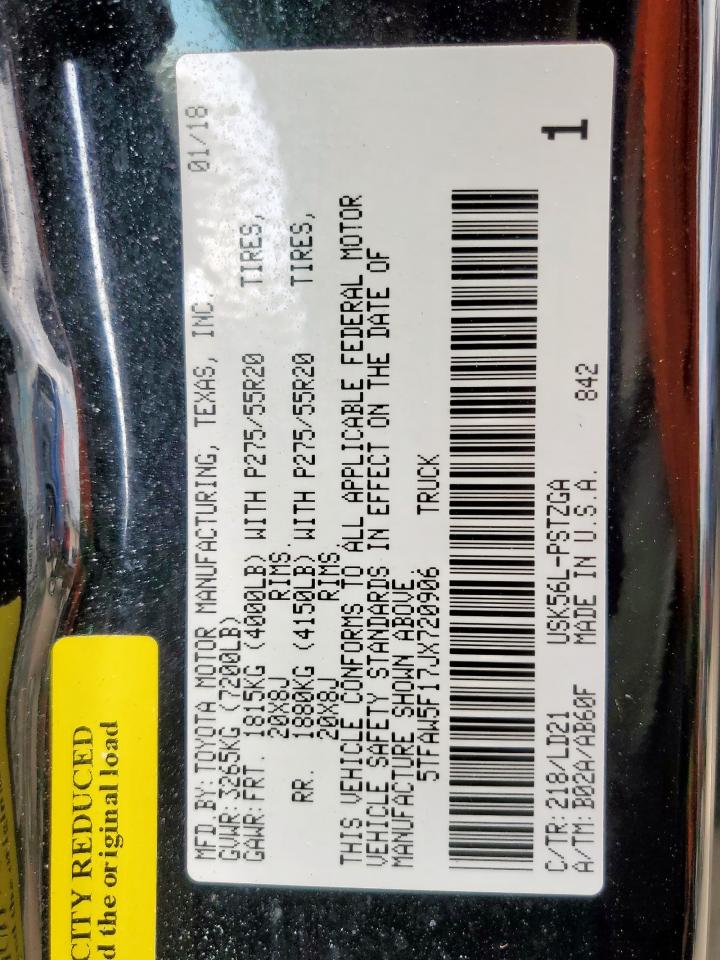 MFD.BY:TOYOTA MOTOR MANUFACTURING, TEXAS, INC. 01/18
GVWR:3265KG (7200LB)
GAWR:FRT. 1815KG (4000LB) WITH P275/55R20 TIRES,
20X8J RIMS.
RR. 1880KG (4150LB) WITH P275/55R20 TIRES,
20X8J RIMS.
THIS VEHICLE CONFORMS TO ALL APPLICABLE FEDERAL MOTOR
VEHICLE SAFETY STANDARDS IN EFFECT ON THE DATE OF
MANUFACTURE SHOWN ABOVE.
5TFAW5F17JX720906 TRUCK
C/TR:218/LD21 USK56L-PSTZGA
A/TM:B02A/AB60F MADE IN U.S.A. 842
1
CITY REDUCED
d the original load